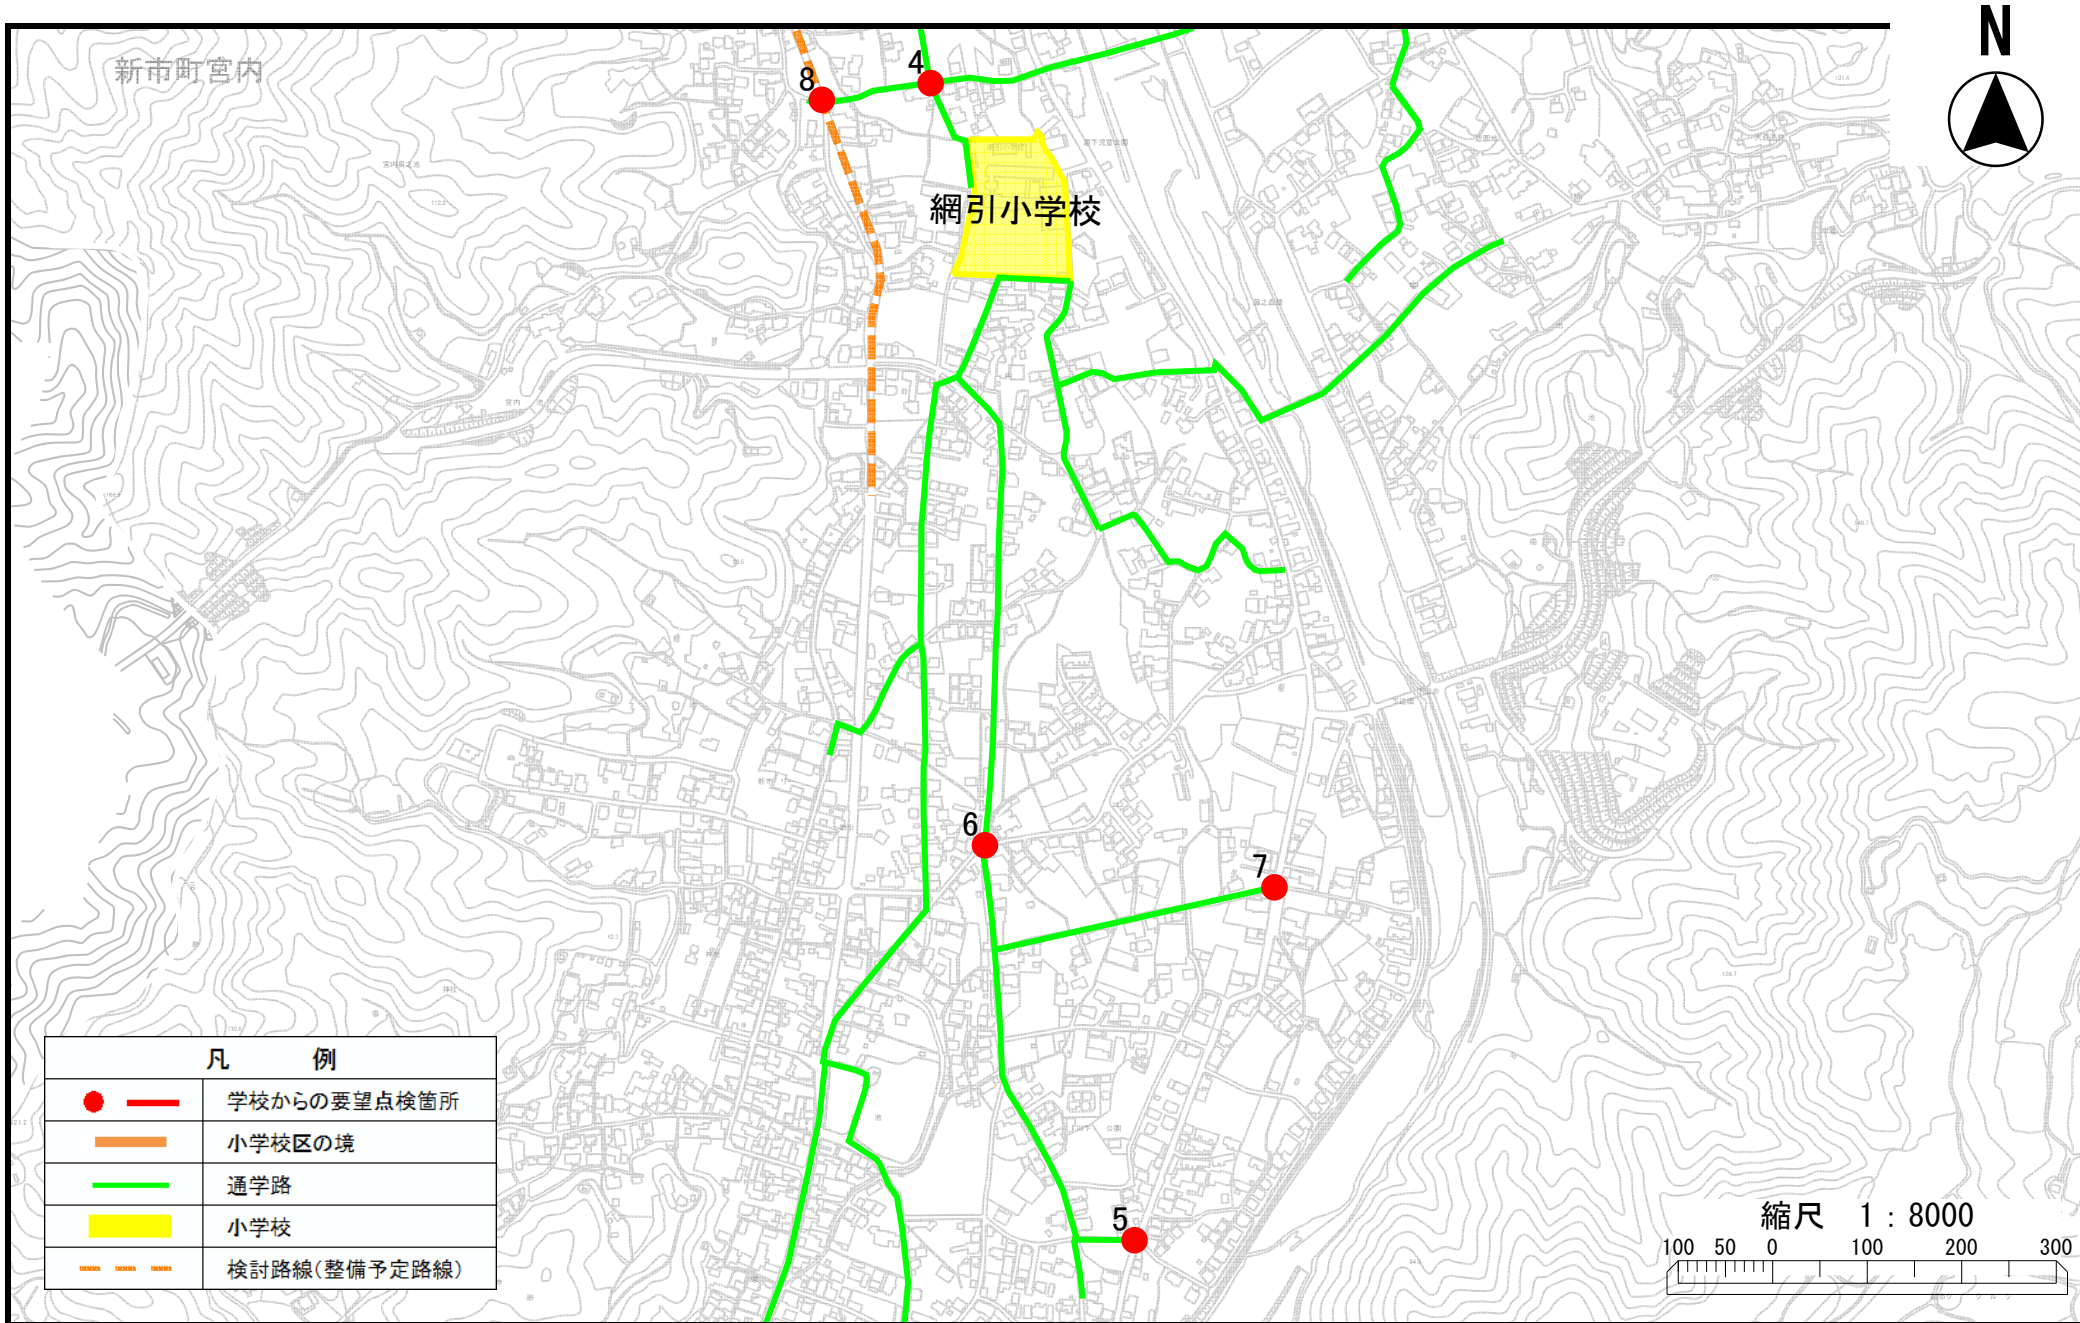 N
新市町宮内
8
4
網引小学校
6
7
5
凡 例
学校からの要望点検箇所
小学校区の境
通学路
小学校
検討路線(整備予定路線)
縮尺 1:8000
100 50 0 100 200 300